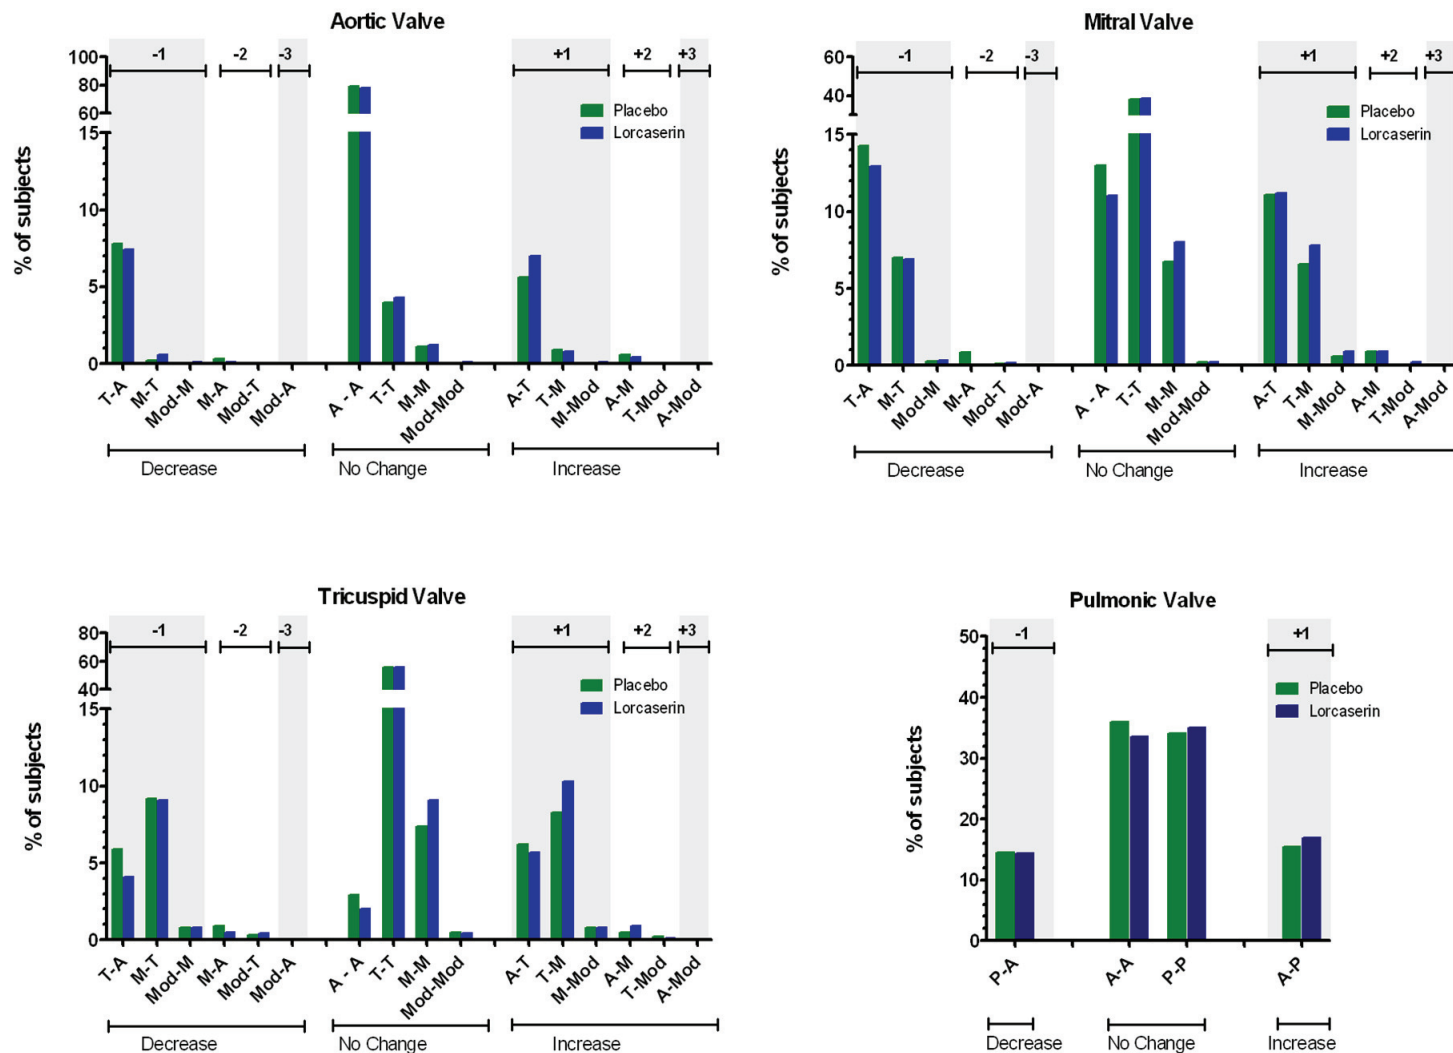 Aortic Valve
-1
-2
-3
+1
+2
+3
100
80
60
15
10
5
0
% of subjects
Placebo
Lorcaserin
T-A
M-T
Mod-M
M-A
Mod-T
Mod-A
A - A
T-T
M-M
Mod-Mod
A-T
T-M
M-Mod
A-M
T-Mod
A-Mod
Decrease
No Change
Increase
Mitral Valve
-1
-2
-3
+1
+2
+3
60
40
15
10
5
0
% of subjects
Placebo
Lorcaserin
T-A
M-T
Mod-M
M-A
Mod-T
Mod-A
A - A
T-T
M-M
Mod-Mod
A-T
T-M
M-Mod
A-M
T-Mod
A-Mod
Decrease
No Change
Increase
Tricuspid Valve
-1
-2
-3
+1
+2
+3
80
60
40
15
10
5
0
% of subjects
Placebo
Lorcaserin
T-A
M-T
Mod-M
M-A
Mod-T
Mod-A
A - A
T-T
M-M
Mod-Mod
A-T
T-M
M-Mod
A-M
T-Mod
A-Mod
Decrease
No Change
Increase
Pulmonic Valve
-1
+1
50
40
30
20
10
0
% of subjects
Placebo
Lorcaserin
P-A
A-A
P-P
A-P
Decrease
No Change
Increase